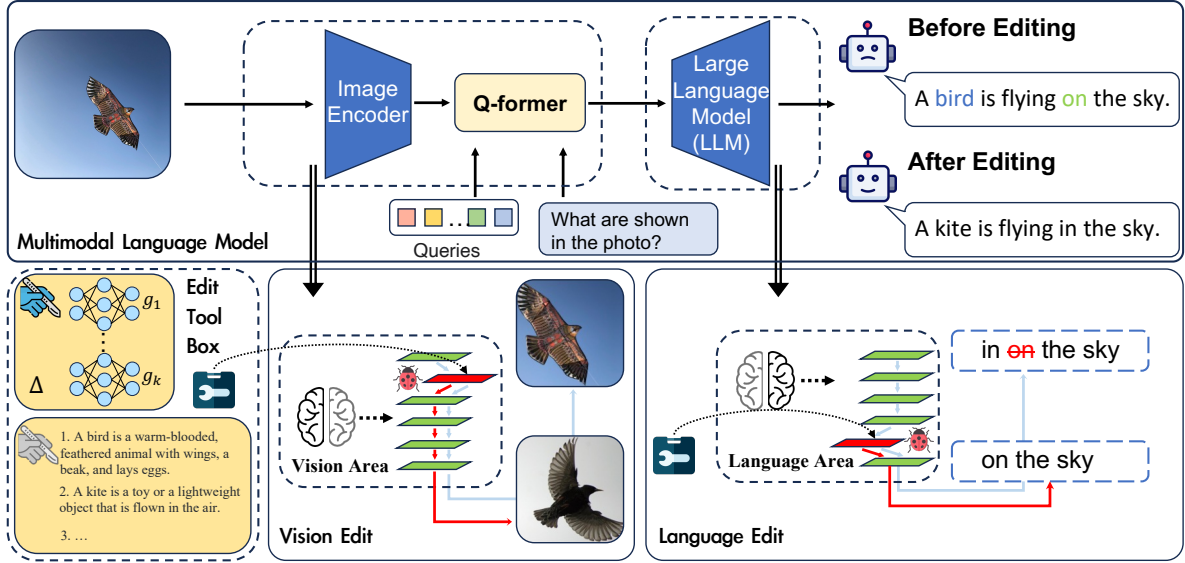 Before Editing
A bird is flying on the sky.
After Editing
A kite is flying in the sky.
Image
Encoder
Q-former
Large
Language
Model
(LLM)
...
Queries
What are shown
in the photo?
Multimodal Language Model
g1
gk
Δ
Edit
Tool
Box
1. A bird is a warm-blooded,
feathered animal with wings, a
beak, and lays eggs.
2. A kite is a toy or a lightweight
object that is flown in the air.
3. …
Vision Area
Vision Edit
Language Area
in on the sky
on the sky
Language Edit